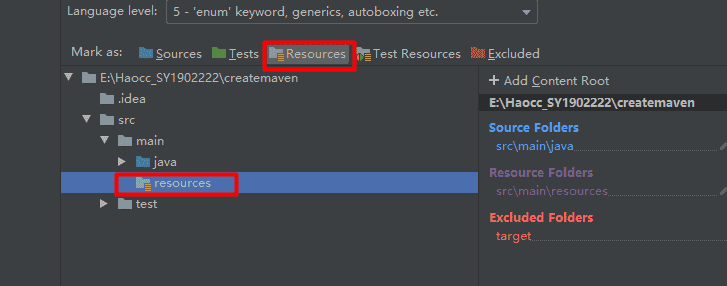 Language level: 5 - 'enum' keyword, generics, autoboxing etc.
Mark as: Sources Tests Resources Test Resources Excluded
E:\Haocc_SY1902222\createmaven
.idea
src
main
java
resources
test
+ Add Content Root
E:\Haocc_SY1902222\createmaven
Source Folders
src\main\java
Resource Folders
src\main\resources
Excluded Folders
target